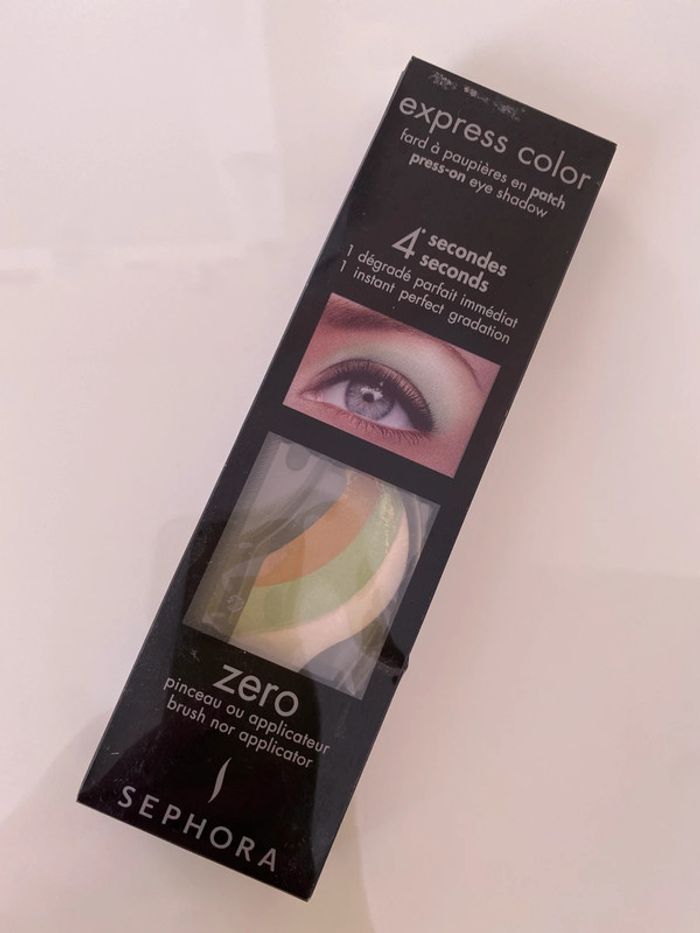 express color
fard à paupières en patch
press-on eye shadow
4* secondes
seconds
1 dégradé parfait immédiat
1 instant perfect gradation
zero
pinceau ou applicateur
brush nor applicator
SEPHORA